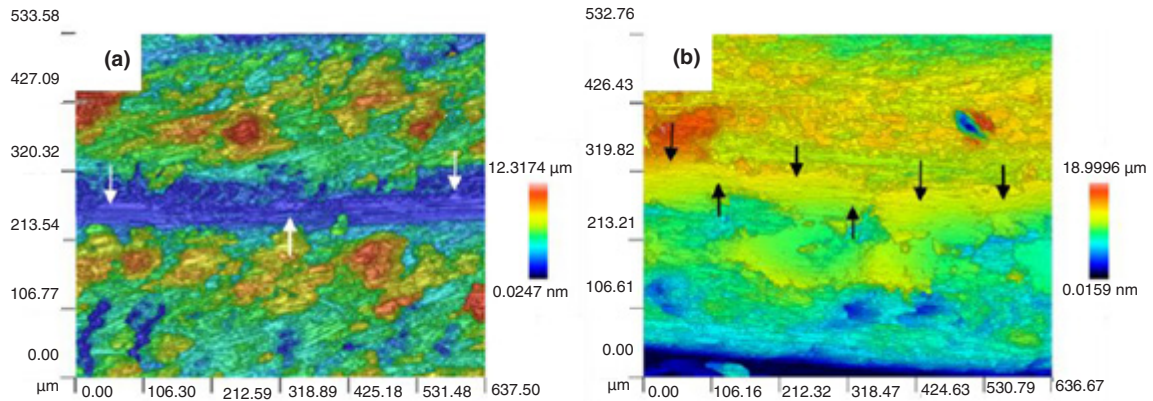 533.58
(a)
427.09
320.32
213.54
106.77
0.00
µm
0.00 106.30 212.59 318.89 425.18 531.48 637.50
12.3174 µm
0.0247 nm
532.76
(b)
426.43
319.82
213.21
106.61
0.00
µm
0.00 106.16 212.32 318.47 424.63 530.79 636.67
18.9996 µm
0.0159 nm